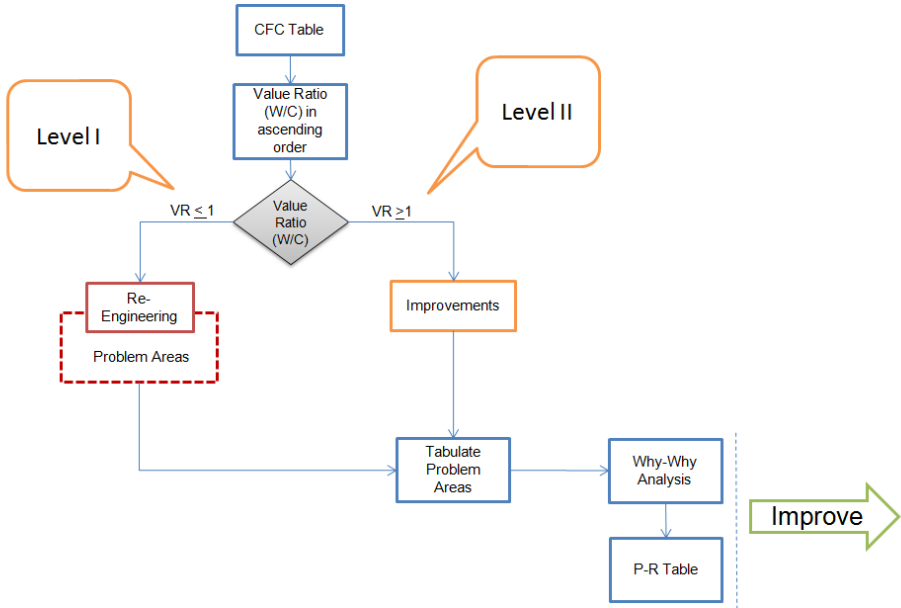 CFC Table
Value Ratio
(W/C) in
ascending
order
Level I
Level II
VR < 1
Value
Ratio
(W/C)
VR ≥1
Re-
Engineering
Problem Areas
Improvements
Tabulate
Problem
Areas
Why-Why
Analysis
Improve
P-R Table